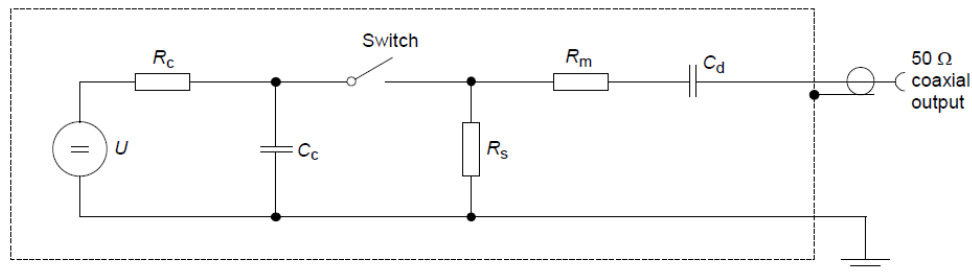 Switch
R_c
R_m
C_d
50 Ω
coaxial
output
U
C_c
R_s